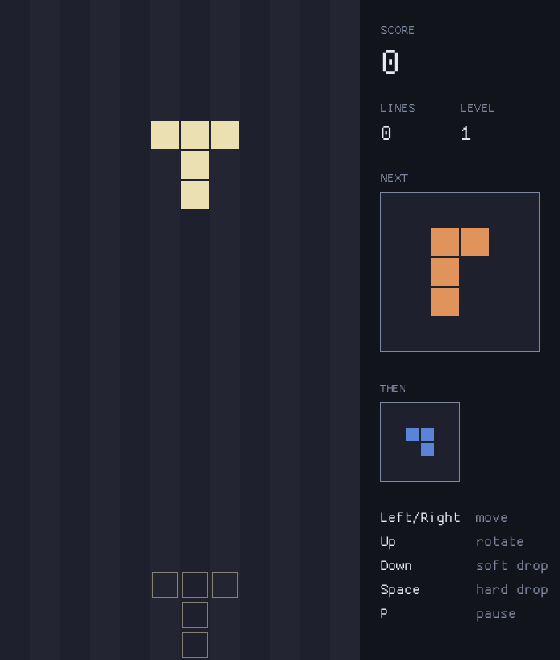 SCORE
0
LINES LEVEL
0 1
NEXT
THEN
Left/Right move
Up rotate
Down soft drop
Space hard drop
P pause